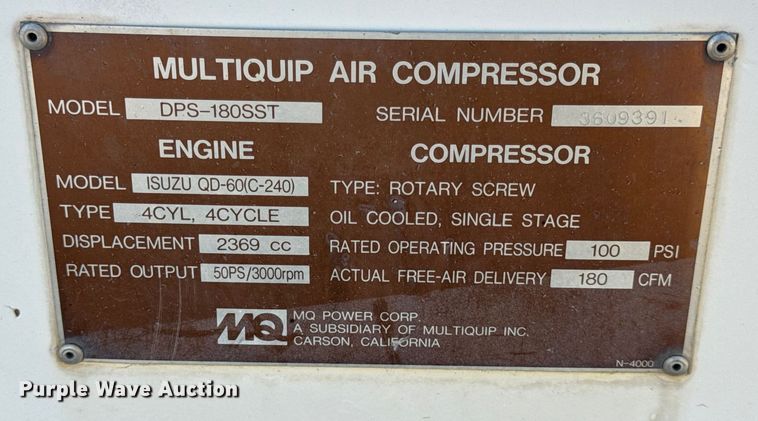 MULTIQUIP AIR COMPRESSOR
MODEL DPS-180SST SERIAL NUMBER 3609391
ENGINE COMPRESSOR
MODEL ISUZU QD-60(C-240) TYPE: ROTARY SCREW
TYPE 4CYL, 4CYCLE OIL COOLED, SINGLE STAGE
DISPLACEMENT 2369 cc RATED OPERATING PRESSURE 100 PSI
RATED OUTPUT 50PS/3000rpm ACTUAL FREE-AIR DELIVERY 180 CFM
MQ MQ POWER CORP.
A SUBSIDIARY OF MULTIQUIP INC.
CARSON, CALIFORNIA
N-4000
Purple Wave Auction